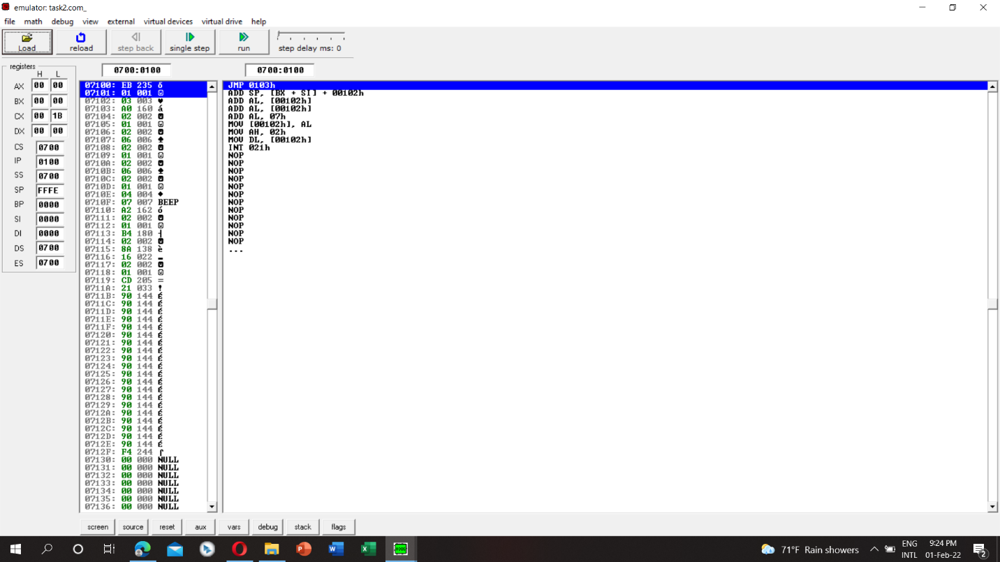 emulator: task2.com_
file math debug view external virtual devices virtual drive help
Load reload step back single step run step delay ms: 0
registers
H L
0700:0100 0700:0100
AX 00 00
BX 00 00
CX 00 1B
DX 00 00
CS 0700
IP 0100
SS 0700
SP FFFE
BP 0000
SI 0000
DI 0000
DS 0700
ES 0700
07100: EB 235 δ
07101: 01 001 ☺
07102: 03 003 ♥
07103: A0 160 á
07104: 02 002 ☻
07105: 01 001 ☺
07106: 02 002 ☻
07107: 06 006 ♠
07108: 02 002 ☻
07109: 01 001 ☺
0710A: 02 002 ☻
0710B: 06 006 ♠
0710C: 02 002 ☻
0710D: 01 001 ☺
0710E: 04 004 ♦
0710F: 07 007 BEEP
07110: A2 162 ó
07111: 02 002 ☻
07112: 01 001 ☺
07113: B4 180 ┤
07114: 02 002 ☻
07115: 8A 138 è
07116: 16 022 ▬
07117: 02 002 ☻
07118: 01 001 ☺
07119: CD 205 =
0711A: 21 033 !
0711B: 90 144 É
0711C: 90 144 É
0711D: 90 144 É
0711E: 90 144 É
0711F: 90 144 É
07120: 90 144 É
07121: 90 144 É
07122: 90 144 É
07123: 90 144 É
07124: 90 144 É
07125: 90 144 É
07126: 90 144 É
07127: 90 144 É
07128: 90 144 É
07129: 90 144 É
0712A: 90 144 É
0712B: 90 144 É
0712C: 90 144 É
0712D: 90 144 É
0712E: 90 144 É
0712F: F4 244 ⌠
07130: 00 000 NULL
07131: 00 000 NULL
07132: 00 000 NULL
07133: 00 000 NULL
07134: 00 000 NULL
07135: 00 000 NULL
07136: 00 000 NULL
JMP 0103h
ADD SP, [BX + SI] + 00102h
ADD AL, [00102h]
ADD AL, [00102h]
ADD AL, 07h
MOV [00102h], AL
MOV AH, 02h
MOV DL, [00102h]
INT 021h
NOP
NOP
NOP
NOP
NOP
NOP
NOP
NOP
NOP
NOP
NOP
NOP
...
screen source reset aux vars debug stack flags
71°F Rain showers
ENG
INTL
9:24 PM
01-Feb-22
2